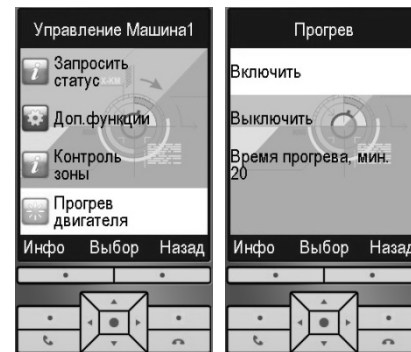 Управление Машина1
Запросить
статус
Доп.функции
Контроль
зоны
Прогрев
двигателя
Инфо Выбор Назад
Прогрев
Включить
Выключить
Время прогрева, мин.
20
Инфо Выбор Назад